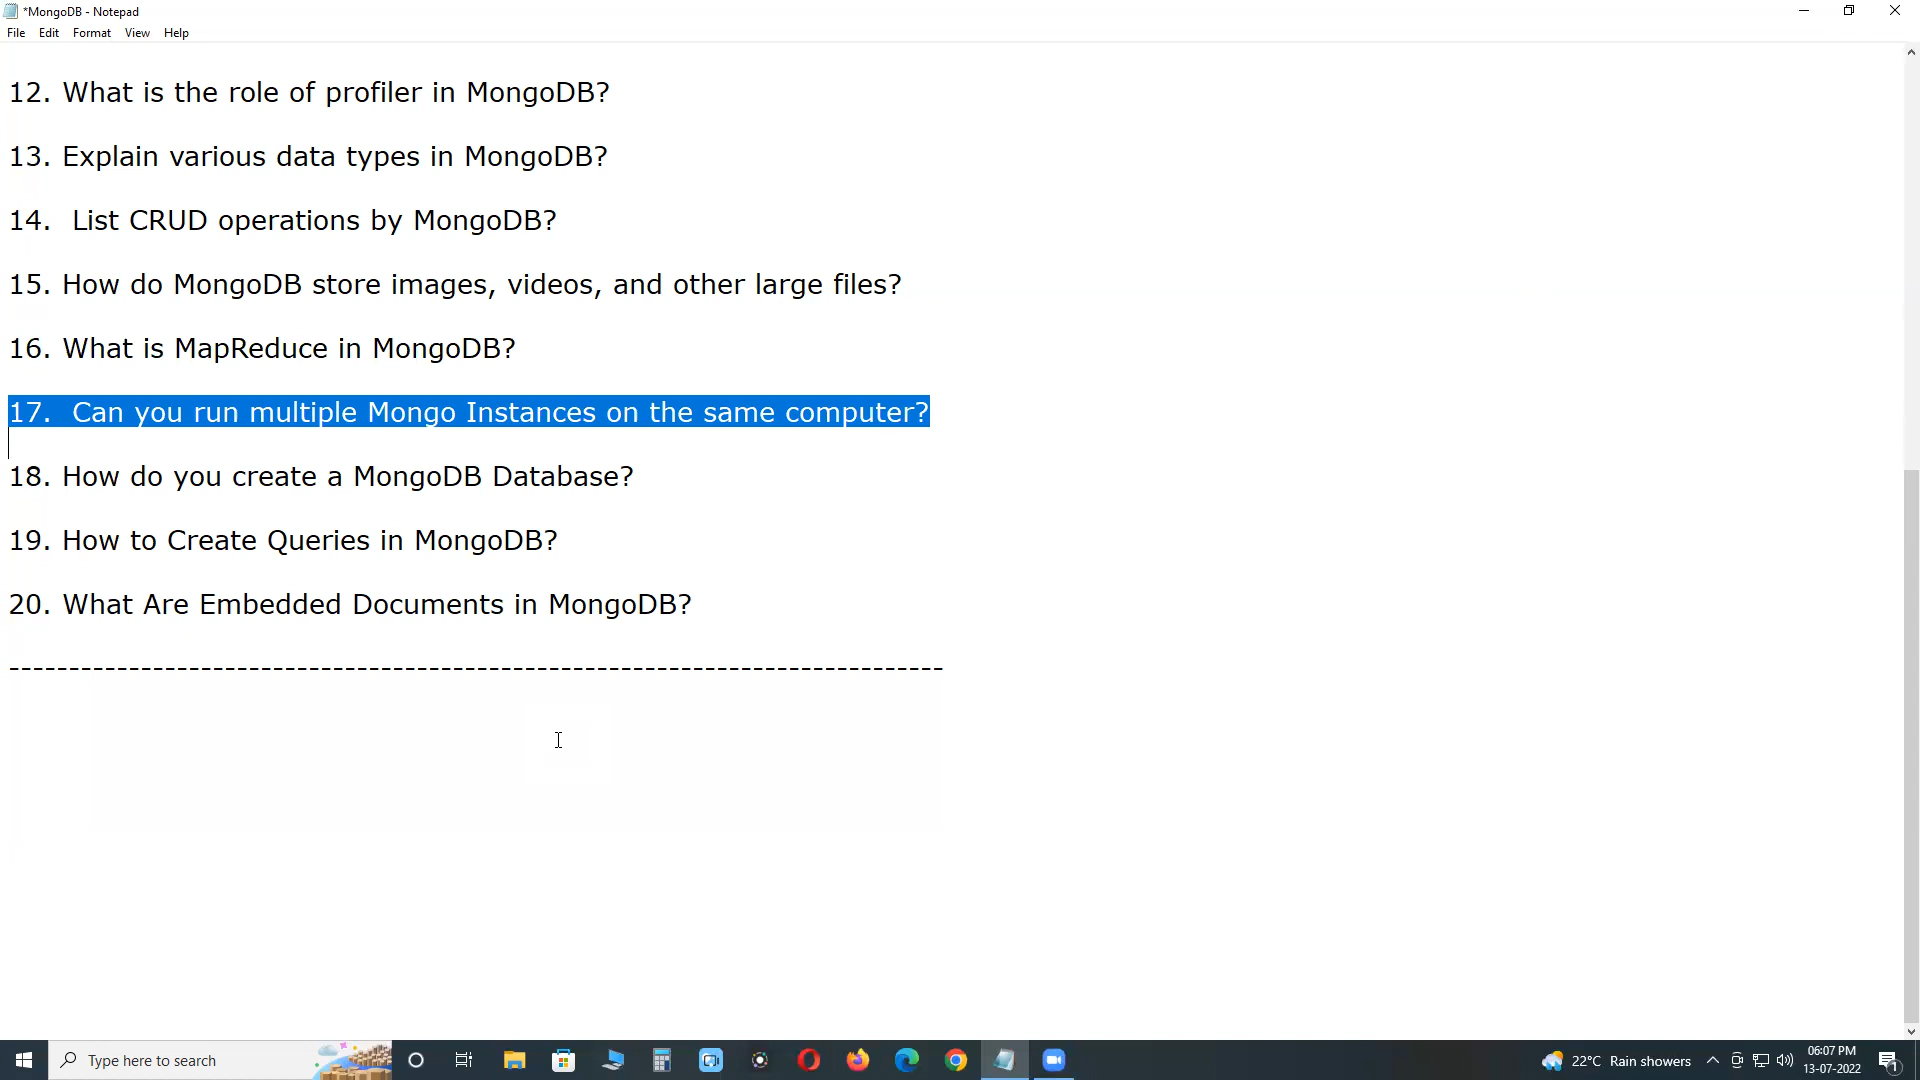 *MongoDB - Notepad
File Edit Format View Help
12. What is the role of profiler in MongoDB?
13. Explain various data types in MongoDB?
14.  List CRUD operations by MongoDB?
15. How do MongoDB store images, videos, and other large files?
16. What is MapReduce in MongoDB?
17.  Can you run multiple Mongo Instances on the same computer?
18. How do you create a MongoDB Database?
19. How to Create Queries in MongoDB?
20. What Are Embedded Documents in MongoDB?
------------------------------------------------------------------------------
Type here to search
22°C Rain showers
06:07 PM
13-07-2022
1